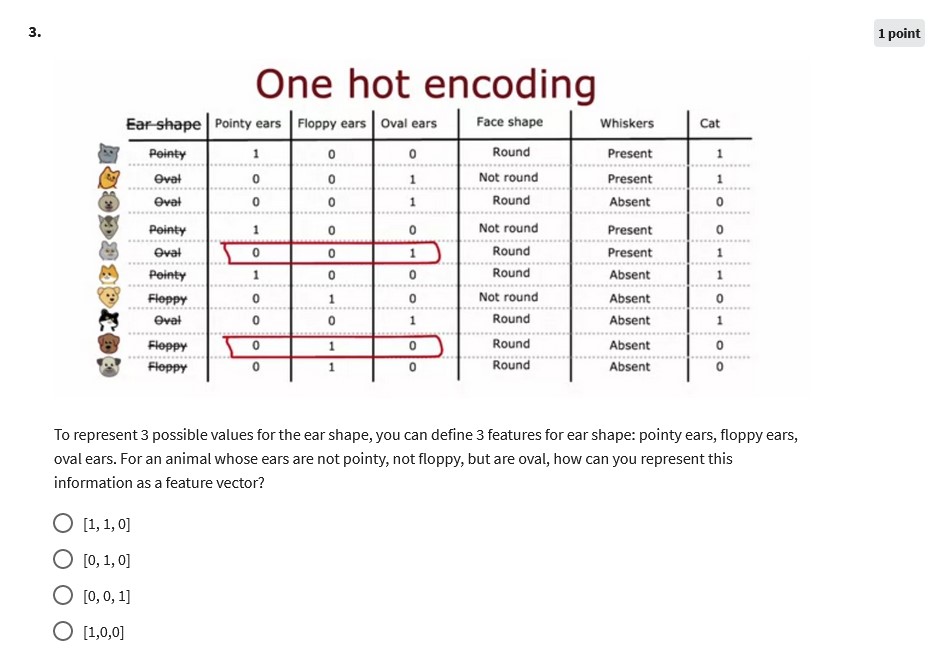 3.
1 point
One hot encoding
Ear shape Pointy ears Floppy ears Oval ears Face shape Whiskers Cat
Pointy 1 0 0 Round Present 1
Oval 0 0 1 Not round Present 1
Oval 0 0 1 Round Absent 0
Pointy 1 0 0 Not round Present 0
Oval 0 0 1 Round Present 1
Pointy 1 0 0 Round Absent 1
Floppy 0 1 0 Not round Absent 0
Oval 0 0 1 Round Absent 1
Floppy 0 1 0 Round Absent 0
Floppy 0 1 0 Round Absent 0
To represent 3 possible values for the ear shape, you can define 3 features for ear shape: pointy ears, floppy ears,
oval ears. For an animal whose ears are not pointy, not floppy, but are oval, how can you represent this
information as a feature vector?
[1, 1, 0]
[0, 1, 0]
[0, 0, 1]
[1,0,0]